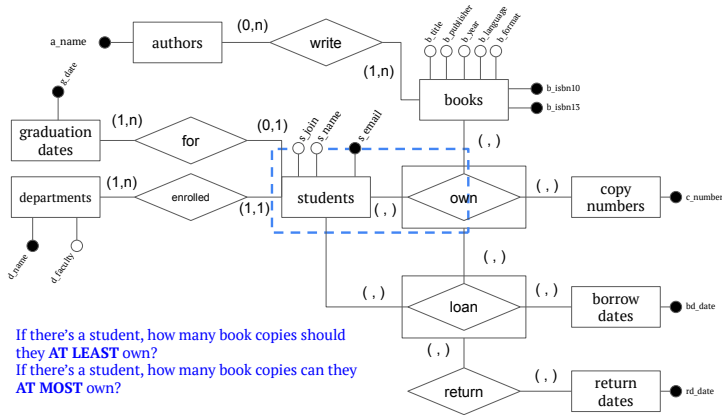 b_title
b_publisher
b_year
b_language
b_format
a_name
authors
(0,n)
write
(1,n)
books
b_isbn10
b_isbn13
g_date
graduation
dates
(1,n)
for
(0,1)
s_join
s_name
s_email
( , )
departments
(1,n)
enrolled
(1,1)
students
( , )
own
( , )
copy
numbers
c_number
d_name
d_faculty
( , )
( , )
loan
( , )
borrow
dates
bd_date
If there's a student, how many book copies should
they AT LEAST own?
If there's a student, how many book copies can they
AT MOST own?
( , )
return
( , )
return
dates
rd_date